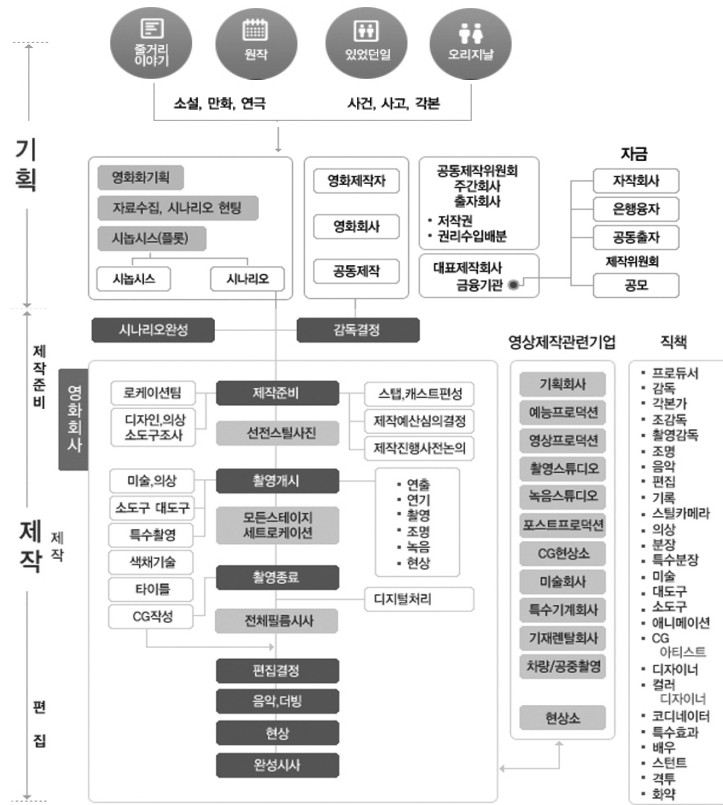 줄거리
이야기
원작
있었던일
오리지날
소설, 만화, 연극
사건, 사고, 각본
기획
영화화기획
자료수집, 시나리오 헌팅
시놉시스(플롯)
시놉시스
시나리오
영화제작자
영화회사
공동제작
공동제작위원회
주간회사
출자회사
• 저작권
• 권리수입배분
대표제작회사
금융기관
자금
자작회사
은행융자
공동출자
제작위원회
공모
시나리오완성
감독결정
제작준비
영화회사
로케이션팀
디자인,의상
소도구조사
제작준비
선전스틸사진
스탭,캐스트편성
제작예산심의결정
제작진행사전논의
제작
제작
미술,의상
소도구 대도구
특수촬영
색채기술
타이틀
CG작성
촬영개시
모든스테이지
세트로케이션
촬영종료
전체필름시사
• 연출
• 연기
• 촬영
• 조명
• 녹음
• 현상
디지털처리
편집
편집결정
음악,더빙
현상
완성시사
영상제작관련기업
기획회사
예능프로덕션
영상프로덕션
촬영스튜디오
녹음스튜디오
포스트프로덕션
CG현상소
미술회사
특수기계회사
기재렌탈회사
차량/공중촬영
현상소
직책
▪ 프로듀서
▪ 감독
▪ 각본가
▪ 조감독
▪ 촬영감독
▪ 조명
▪ 음악
▪ 편집
▪ 기록
▪ 스틸카메라
▪ 의상
▪ 분장
▪ 특수분장
▪ 미술
▪ 대도구
▪ 소도구
▪ 애니메이션
▪ CG
아티스트
▪ 디자이너
▪ 컬러
디자이너
▪ 코디네이터
▪ 특수효과
▪ 배우
▪ 스턴트
▪ 격투
▪ 화약